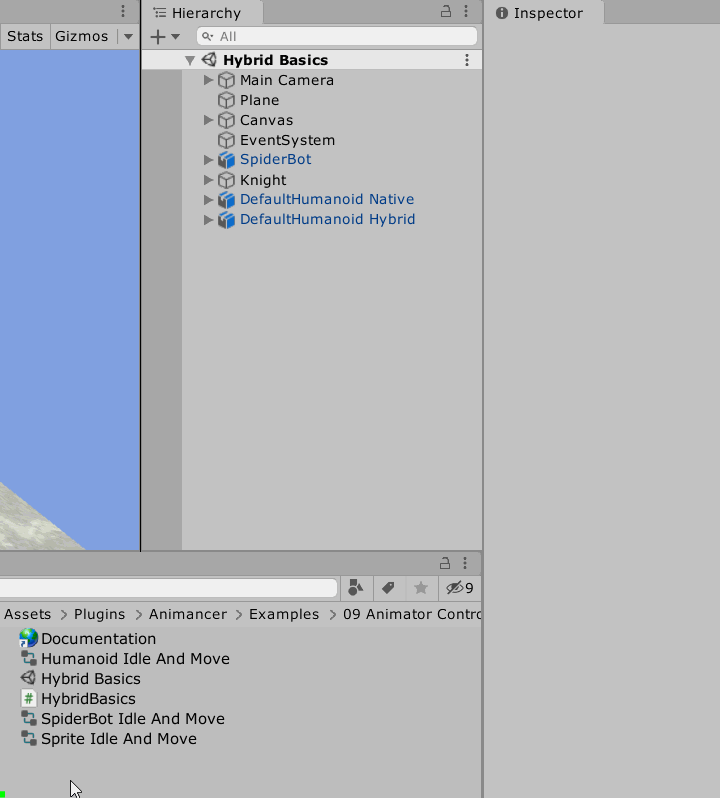 Hierarchy
Inspector
Stats
Gizmos
All
Hybrid Basics
Main Camera
Plane
Canvas
EventSystem
SpiderBot
Knight
DefaultHumanoid Native
DefaultHumanoid Hybrid
9
Assets > Plugins > Animancer > Examples > 09 Animator Contro
Documentation
Humanoid Idle And Move
Hybrid Basics
# HybridBasics
SpiderBot Idle And Move
Sprite Idle And Move